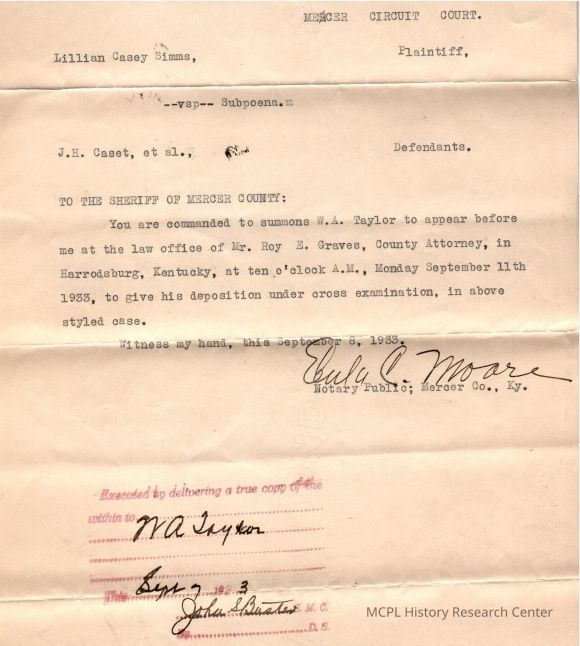 MERCER CIRCUIT COURT.
Lillian Casey Simms, Plaintiff,
--vsp-- Subpoena.m
J.H. Caset, et al., Defendants.
TO THE SHERIFF OF MERCER COUNTY:
You are commanded to summons W.A. Taylor to appear before
me at the law office of Mr. Roy E. Graves, County Attorney, in
Harrodsburg, Kentucky, at ten o'clock A.M., Monday September 11th
1933, to give his deposition under cross examination, in above
styled case.
Witness my hand, this September 8, 1933.
Eula C. Moore
Notary Public; Mercer Co., Ky.
Executed by delivering a true copy of the
within to
W A Taylor
This Sept 9 1933
John S Buster S. M. C.
By D. S.
MCPL History Research Center